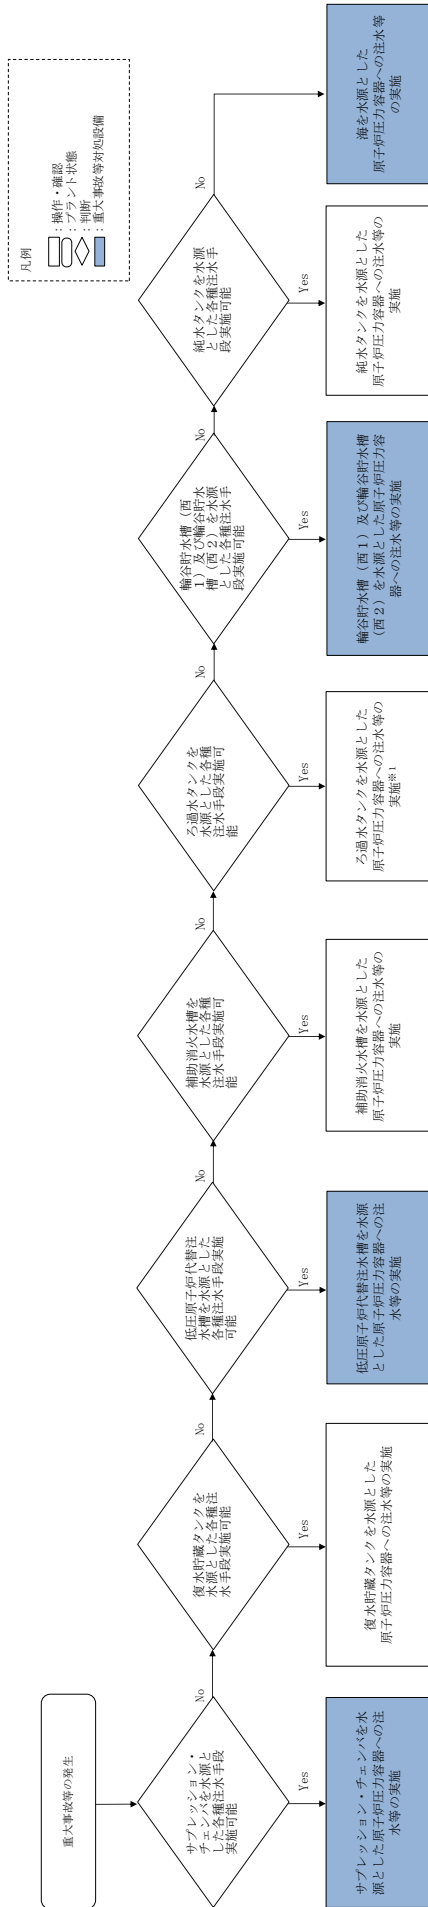 重大事故等の発生
サプレッション・
チェンバを水源と
した各種注水手段
実施可能
No
Yes
サプレッション・チェンバを水
源とした原子炉圧力容器への注
水等の実施
復水貯蔵タンクを
水源とした各種注
水手段実施可能
No
Yes
復水貯蔵タンクを水源とした
原子炉圧力容器への注水等の実施
低圧原子炉代替注
水槽を水源とした
各種注水手段実施
可能
No
Yes
低圧原子炉代替注水槽を水源
とした原子炉圧力容器への注
水等の実施
補助消火水槽を
水源とした各種
注水手段実施可
能
No
Yes
補助消火水槽を水源とした
原子炉圧力容器への注水等の
実施
ろ過水タンクを
水源とした各種
注水手段実施可
能
No
Yes
ろ過水タンクを水源とした
原子炉圧力容器への注水等の
実施※1
輪谷貯水槽(西
1)及び輪谷貯水
槽(西2)を水源
とした各種注水手
段実施可能
No
Yes
輪谷貯水槽(西1)及び輪谷貯水槽
(西2)を水源とした原子炉圧力容
器への注水等の実施
純水タンクを水源
とした各種注水手
段実施可能
No
Yes
純水タンクを水源とした
原子炉圧力容器への注水等の
実施
海を水源とした
原子炉圧力容器への注水等
の実施
凡例
:操作・確認
:プラント状態
:判断
:重大事故等対処設備